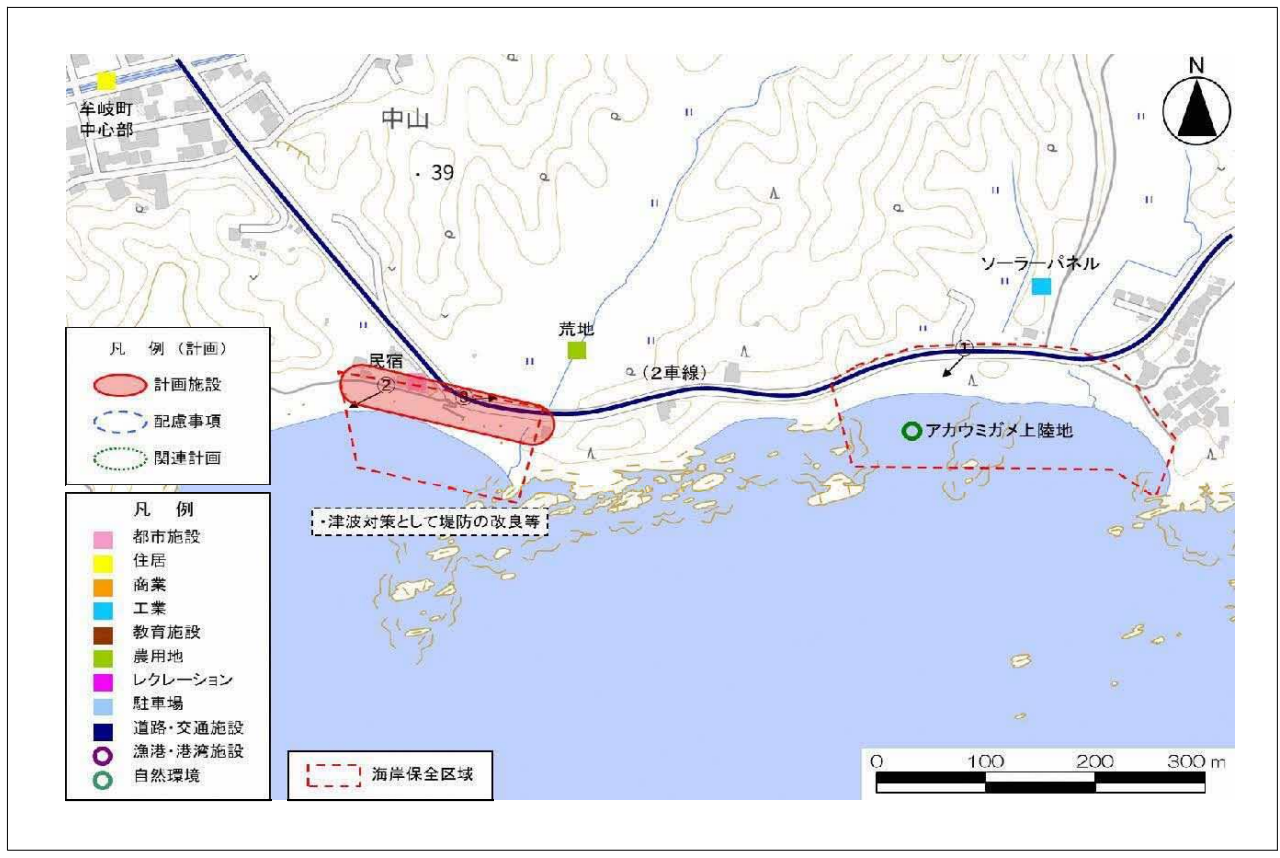 N
牟岐町
中心部
中山
・39
ソーラーパネル
荒地
民宿
(2車線)
①
②
③
アカウミガメ上陸地
・津波対策として堤防の改良等
凡 例 (計画)
計画施設
配慮事項
関連計画
凡 例
都市施設
住居
商業
工業
教育施設
農用地
レクレーション
駐車場
道路・交通施設
漁港・港湾施設
自然環境
海岸保全区域
0 100 200 300 m